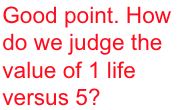 Good point. How
do we judge the
value of 1 life
versus 5?